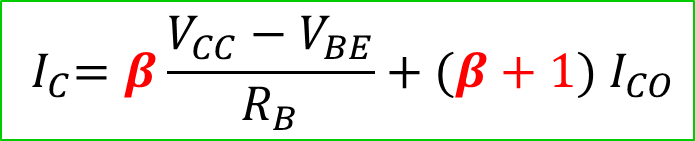 I_C = β (V_CC − V_BE) / R_B + (β + 1) I_CO